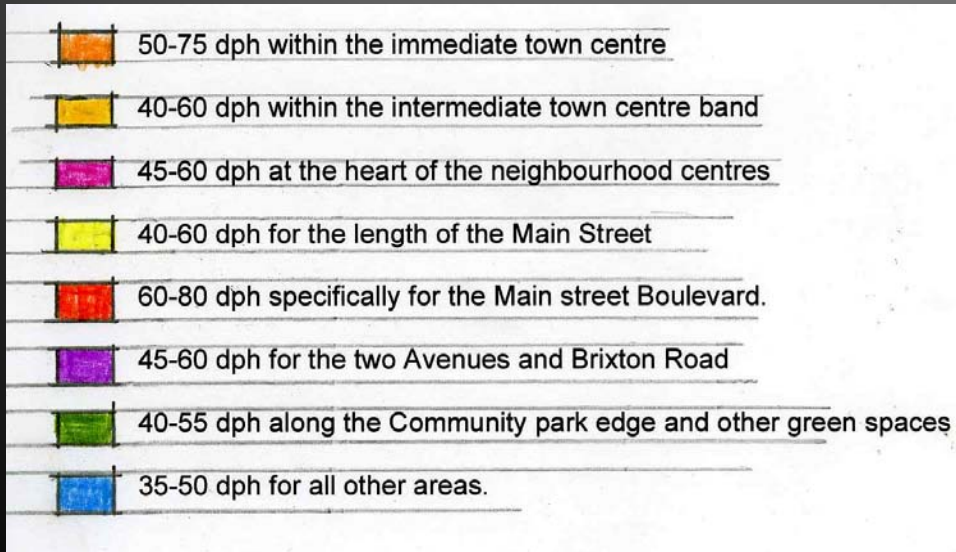 50-75 dph within the immediate town centre
40-60 dph within the intermediate town centre band
45-60 dph at the heart of the neighbourhood centres
40-60 dph for the length of the Main Street
60-80 dph specifically for the Main street Boulevard.
45-60 dph for the two Avenues and Brixton Road
40-55 dph along the Community park edge and other green spaces
35-50 dph for all other areas.